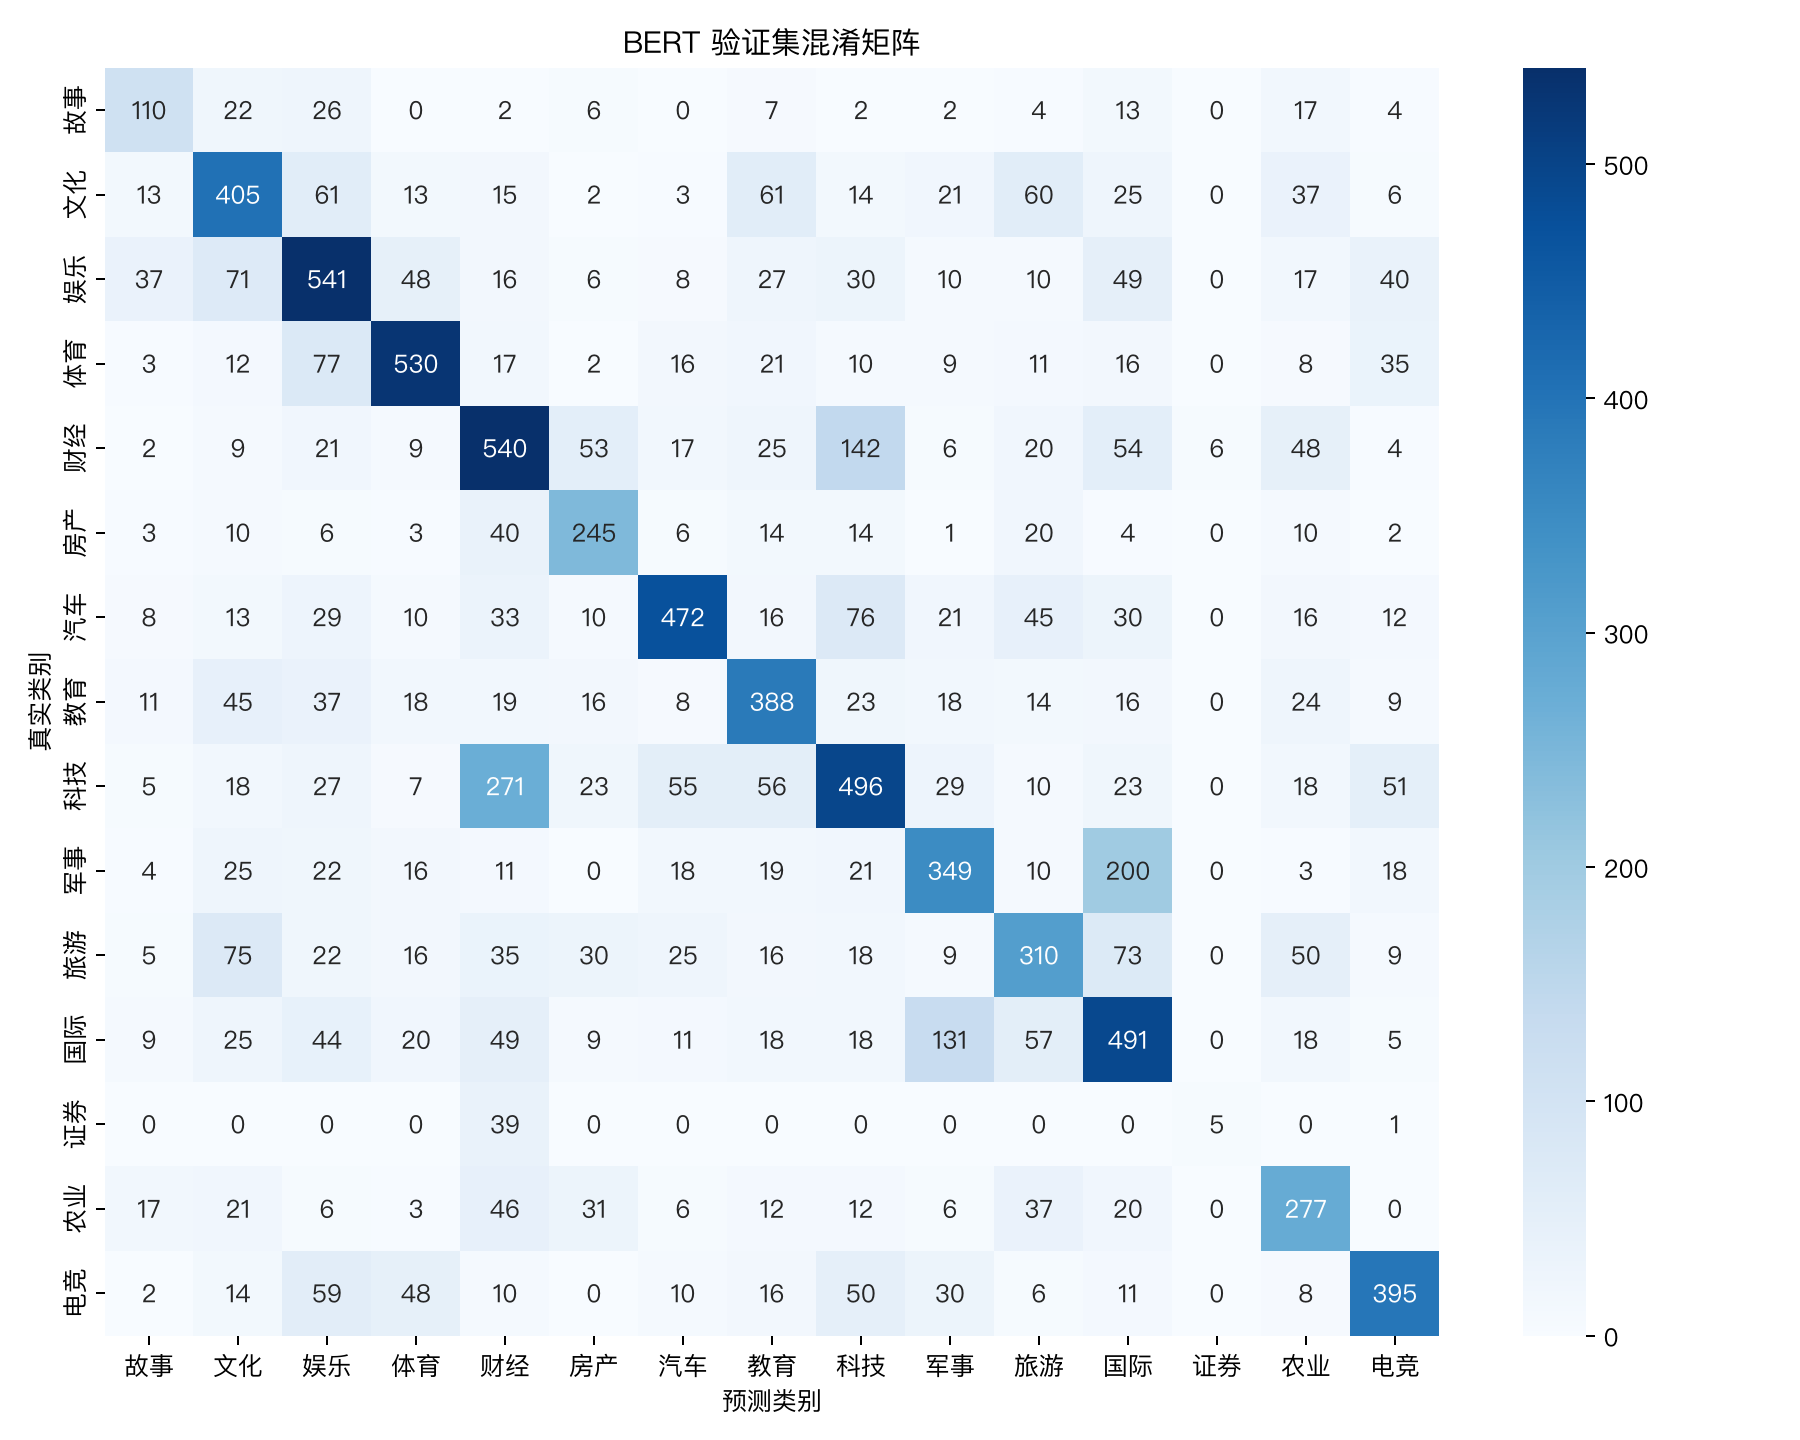 BERT 验证集混淆矩阵
真实类别
故事 110 22 26 0 2 6 0 7 2 2 4 13 0 17 4
文化 13 405 61 13 15 2 3 61 14 21 60 25 0 37 6
娱乐 37 71 541 48 16 6 8 27 30 10 10 49 0 17 40
体育 3 12 77 530 17 2 16 21 10 9 11 16 0 8 35
财经 2 9 21 9 540 53 17 25 142 6 20 54 6 48 4
房产 3 10 6 3 40 245 6 14 14 1 20 4 0 10 2
汽车 8 13 29 10 33 10 472 16 76 21 45 30 0 16 12
教育 11 45 37 18 19 16 8 388 23 18 14 16 0 24 9
科技 5 18 27 7 271 23 55 56 496 29 10 23 0 18 51
军事 4 25 22 16 11 0 18 19 21 349 10 200 0 3 18
旅游 5 75 22 16 35 30 25 16 18 9 310 73 0 50 9
国际 9 25 44 20 49 9 11 18 18 131 57 491 0 18 5
证券 0 0 0 0 39 0 0 0 0 0 0 0 5 0 1
农业 17 21 6 3 46 31 6 12 12 6 37 20 0 277 0
电竞 2 14 59 48 10 0 10 16 50 30 6 11 0 8 395
故事 文化 娱乐 体育 财经 房产 汽车 教育 科技 军事 旅游 国际 证券 农业 电竞
预测类别
500
400
300
200
100
0